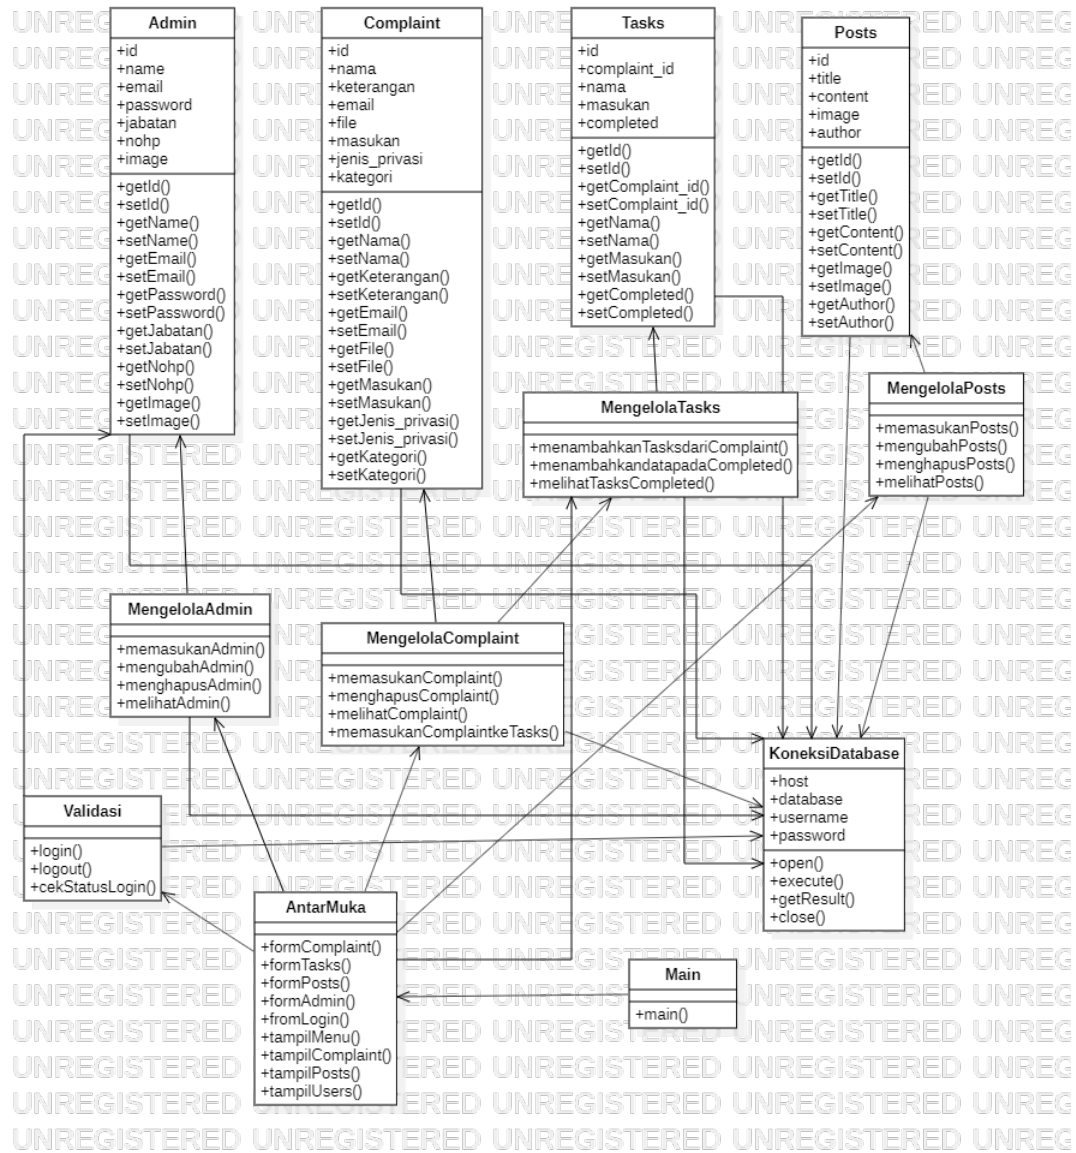 Admin
+id
+name
+email
+password
+jabatan
+nohp
+image
+getId()
+setId()
+getName()
+setName()
+getEmail()
+setEmail()
+getPassword()
+setPassword()
+getJabatan()
+setJabatan()
+getNohp()
+setNohp()
+getImage()
+setImage()
Complaint
+id
+nama
+keterangan
+email
+file
+masukan
+jenis_privasi
+kategori
+getId()
+setId()
+getNama()
+setNama()
+getKeterangan()
+setKeterangan()
+getEmail()
+setEmail()
+getFile()
+setFile()
+getMasukan()
+setMasukan()
+getJenis_privasi()
+setJenis_privasi()
+getKategori()
+setKategori()
Tasks
+id
+complaint_id
+nama
+masukan
+completed
+getId()
+setId()
+getComplaint_id()
+setComplaint_id()
+getNama()
+setNama()
+getMasukan()
+setMasukan()
+getCompleted()
+setCompleted()
Posts
+id
+title
+content
+image
+author
+getId()
+setId()
+getTitle()
+setTitle()
+getContent()
+setContent()
+getImage()
+setImage()
+getAuthor()
+setAuthor()
MengelolaTasks
+menambahkanTasksdariComplaint()
+menambahkandatapadaCompleted()
+melihatTasksCompleted()
MengelolaPosts
+memasukanPosts()
+mengubahPosts()
+menghapusPosts()
+melihatPosts()
MengelolaAdmin
+memasukanAdmin()
+mengubahAdmin()
+menghapusAdmin()
+melihatAdmin()
MengelolaComplaint
+memasukanComplaint()
+menghapusComplaint()
+melihatComplaint()
+memasukanComplaintkeTasks()
KoneksiDatabase
+host
+database
+username
+password
+open()
+execute()
+getResult()
+close()
Validasi
+login()
+logout()
+cekStatusLogin()
AntarMuka
+formComplaint()
+formTasks()
+formPosts()
+formAdmin()
+fromLogin()
+tampilMenu()
+tampilComplaint()
+tampilPosts()
+tampilUsers()
Main
+main()
UNREGISTERED